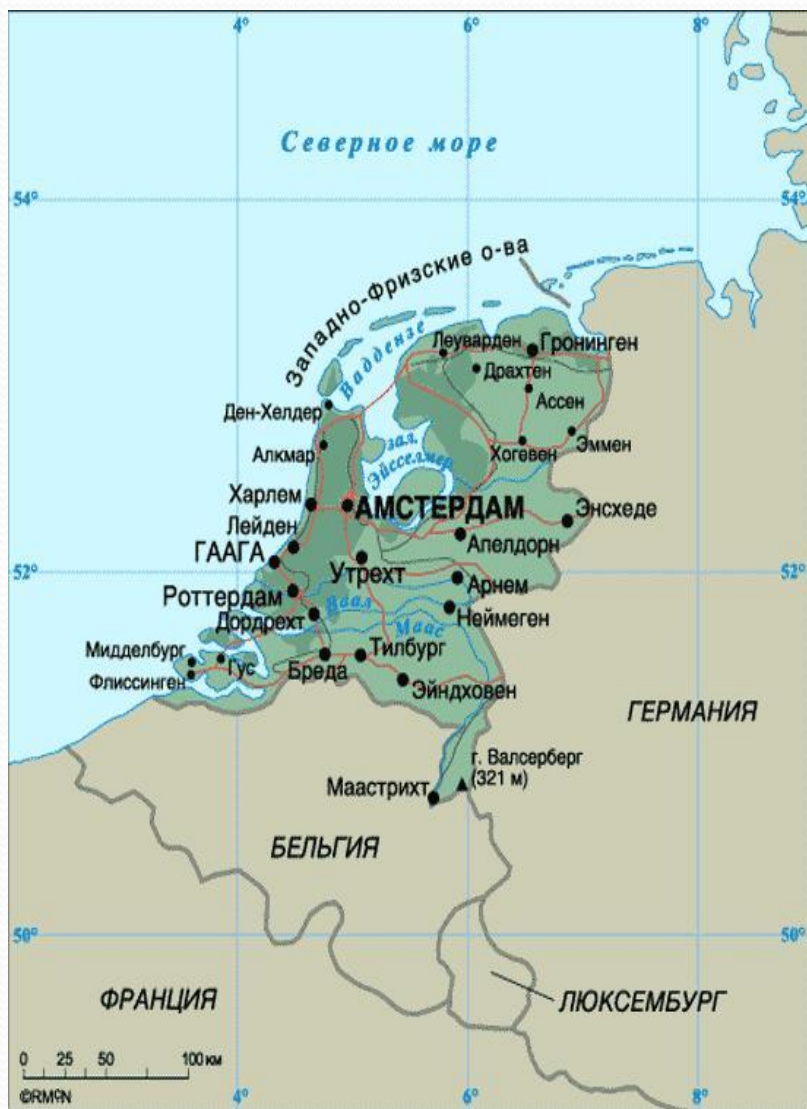 4°
6°
8°
Северное море
54°
54°
Западно-Фризские о-ва
Ваддензе
Леуварден
Гронинген
Драхтен
Ассен
Ден-Хелдер
Алкмар
зал.
Эйсселмер
Хогевен
Эммен
Харлем
АМСТЕРДАМ
Энсхеде
Лейден
Апелдорн
ГААГА
52°
Утрехт
52°
Арнем
Роттердам
Ваал
Неймеген
Дордрехт
Маас
Мидделбург
Гус
Тилбург
Флиссинген
Бреда
Эйндховен
ГЕРМАНИЯ
г. Валсерберг
(321 м)
Маастрихт
БЕЛЬГИЯ
50°
50°
ФРАНЦИЯ
ЛЮКСЕМБУРГ
0 25 50 100 км
©RMcN
4°
6°
8°